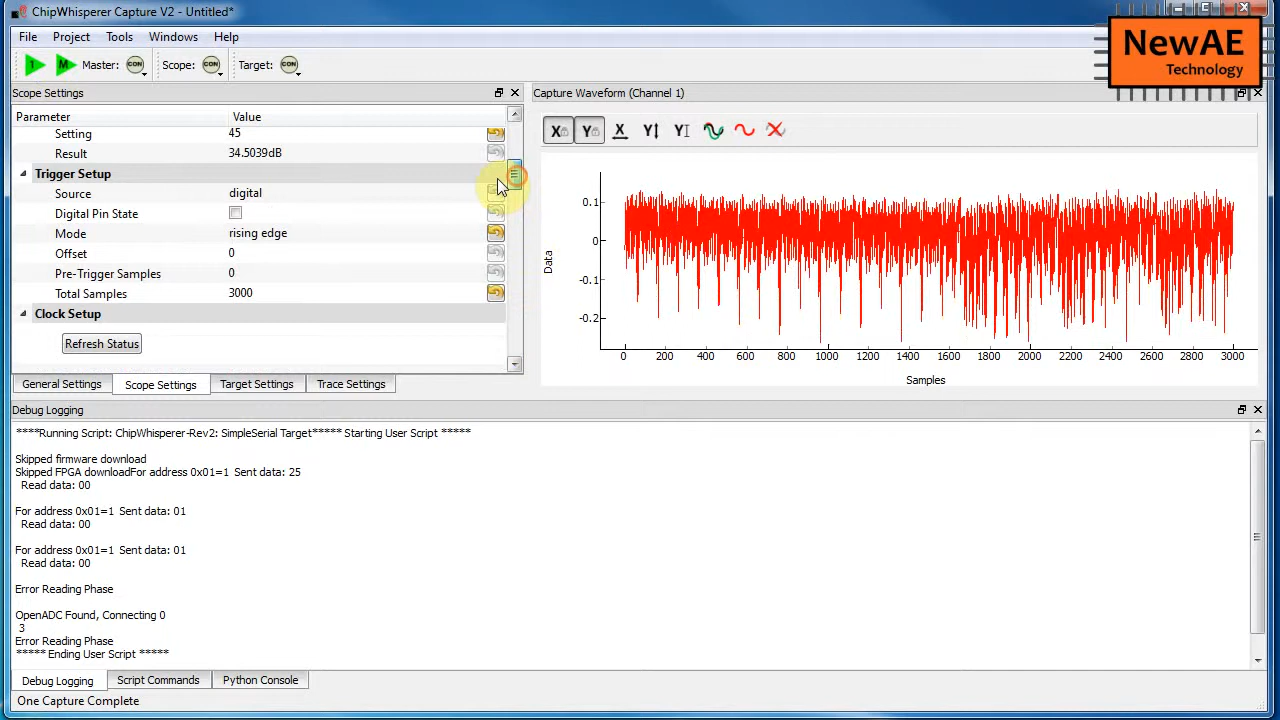 ChipWhisperer Capture V2 - Untitled*
NewAE
Technology
File Project Tools Windows Help
1 M Master: CON Scope: CON Target: CON
Scope Settings
Capture Waveform (Channel 1)
Parameter Value
X Y X Y Y
Setting 45
Result 34.5039dB
Trigger Setup
Source digital
Digital Pin State
Mode rising edge
Offset 0
Pre-Trigger Samples 0
Total Samples 3000
Clock Setup
Refresh Status
General Settings Scope Settings Target Settings Trace Settings
Data
0.1
0
-0.1
-0.2
0 200 400 600 800 1000 1200 1400 1600 1800 2000 2200 2400 2600 2800 3000
Samples
Debug Logging
****Running Script: ChipWhisperer-Rev2: SimpleSerial Target***** Starting User Script *****
Skipped firmware download
Skipped FPGA downloadFor address 0x01=1 Sent data: 25
Read data: 00
For address 0x01=1 Sent data: 01
Read data: 00
For address 0x01=1 Sent data: 01
Read data: 00
Error Reading Phase
OpenADC Found, Connecting 0
3
Error Reading Phase
***** Ending User Script *****
Debug Logging Script Commands Python Console
One Capture Complete